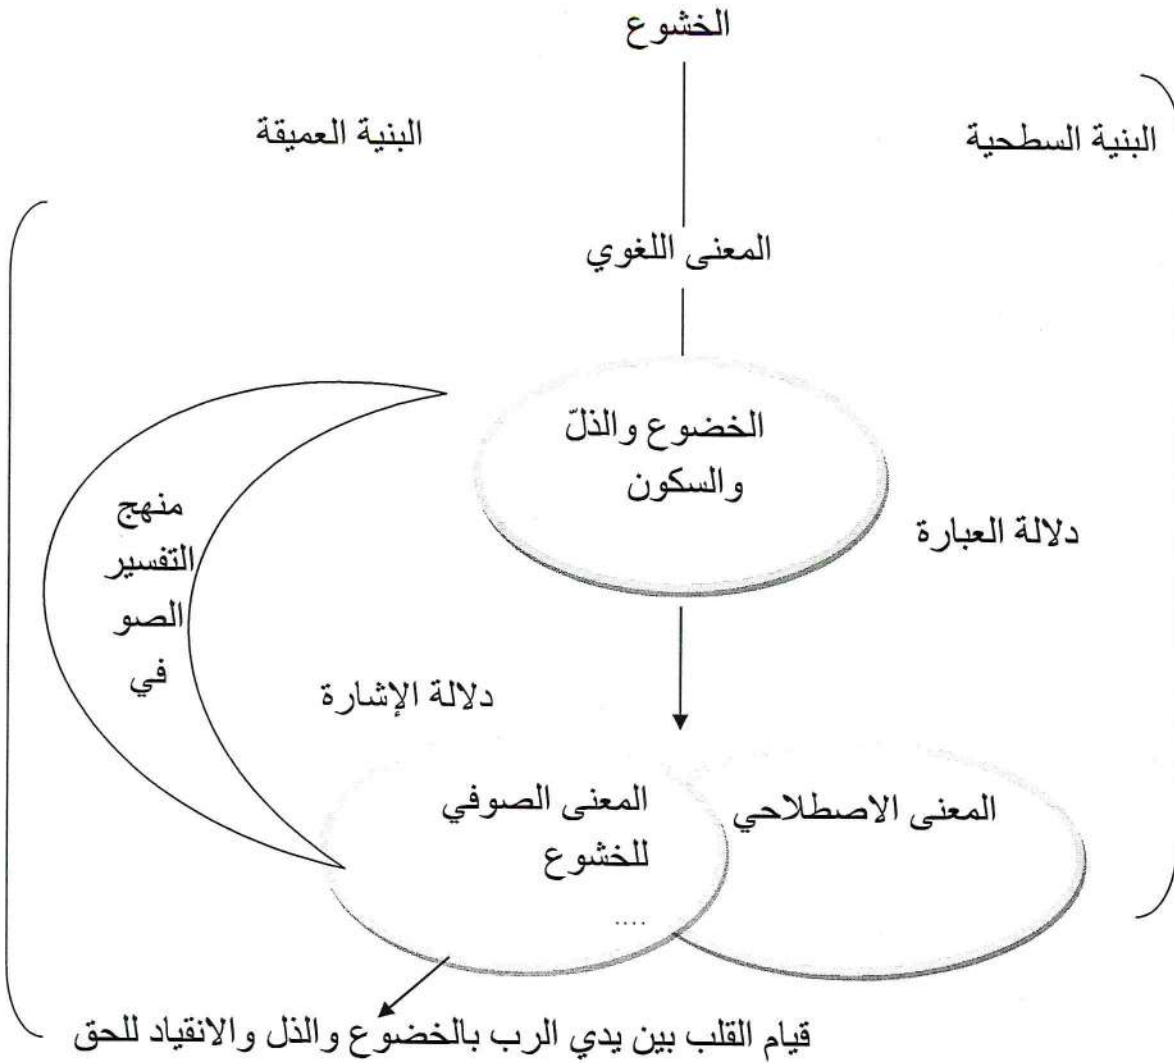 الخشوع
البنية السطحية
البنية العميقة
المعنى اللغوي
الخضوع والذلّ
والسكون
دلالة العبارة
منهج
التفسير
الصو
في
دلالة الإشارة
المعنى الاصطلاحي
المعنى الصوفي
للخشوع
....
قيام القلب بين يدي الرب بالخضوع والذل والانقياد للحق